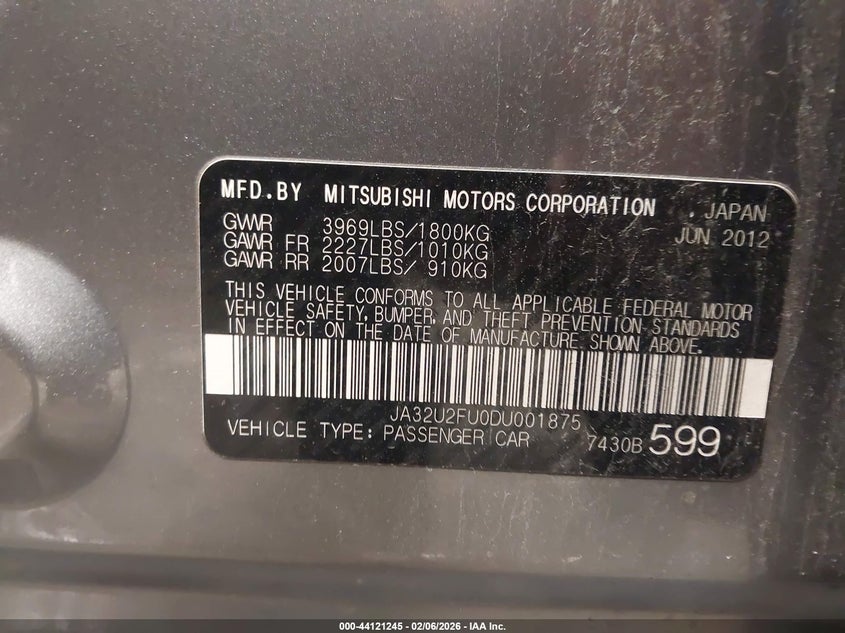 MFD.BY MITSUBISHI MOTORS CORPORATION . JAPAN
JUN 2012
GVWR 3969LBS/1800KG
GAWR FR 2227LBS/1010KG
GAWR RR 2007LBS/ 910KG
THIS VEHICLE CONFORMS TO ALL APPLICABLE FEDERAL MOTOR
VEHICLE SAFETY, BUMPER, AND THEFT PREVENTION STANDARDS
IN EFFECT ON THE DATE OF MANUFACTURE SHOWN ABOVE.
JA32U2FU0DU001875
VEHICLE TYPE: PASSENGER CAR 7430B 599
000-44121245 - 02/06/2026 - IAA Inc.